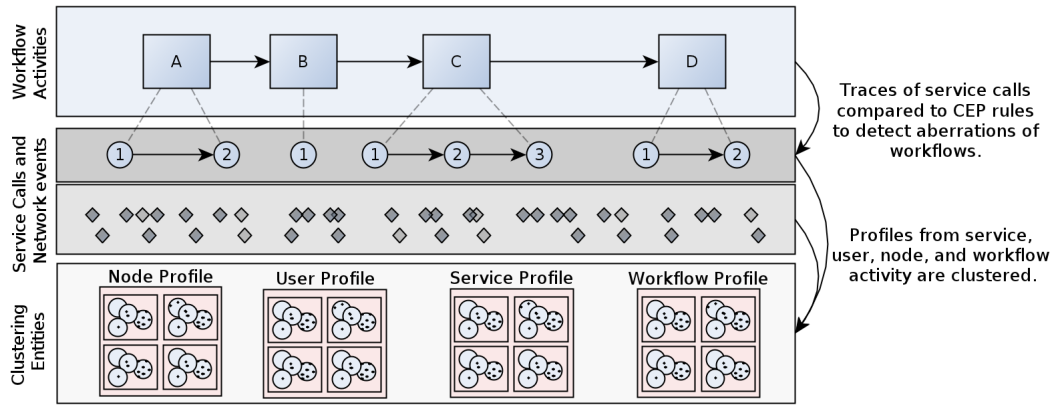 Workflow
Activities
A
B
C
D
Traces of service calls
compared to CEP rules
to detect aberrations of
workflows.
Service Calls and
Network events
1
2
1
1
2
3
1
2
Profiles from service,
user, node, and workflow
activity are clustered.
Clustering
Entities
Node Profile
User Profile
Service Profile
Workflow Profile